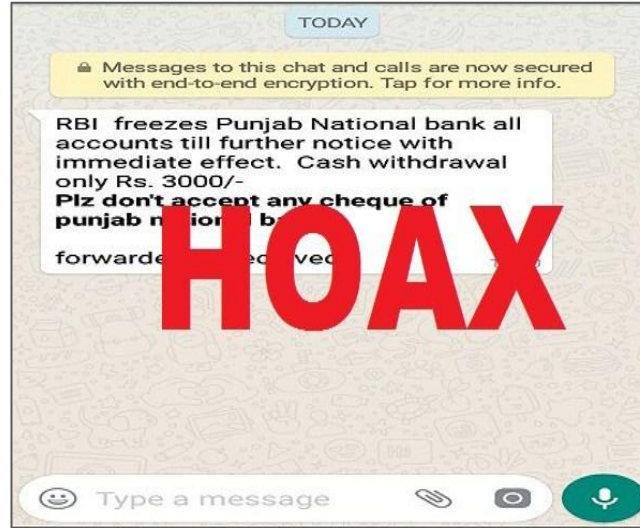 TODAY
Messages to this chat and calls are now secured
with end-to-end encryption. Tap for more info.
RBI freezes Punjab National bank all
accounts till further notice with
immediate effect. Cash withdrawal
only Rs. 3000/-
Plz don't accept any cheque of
punjab
HOAX
Type a message